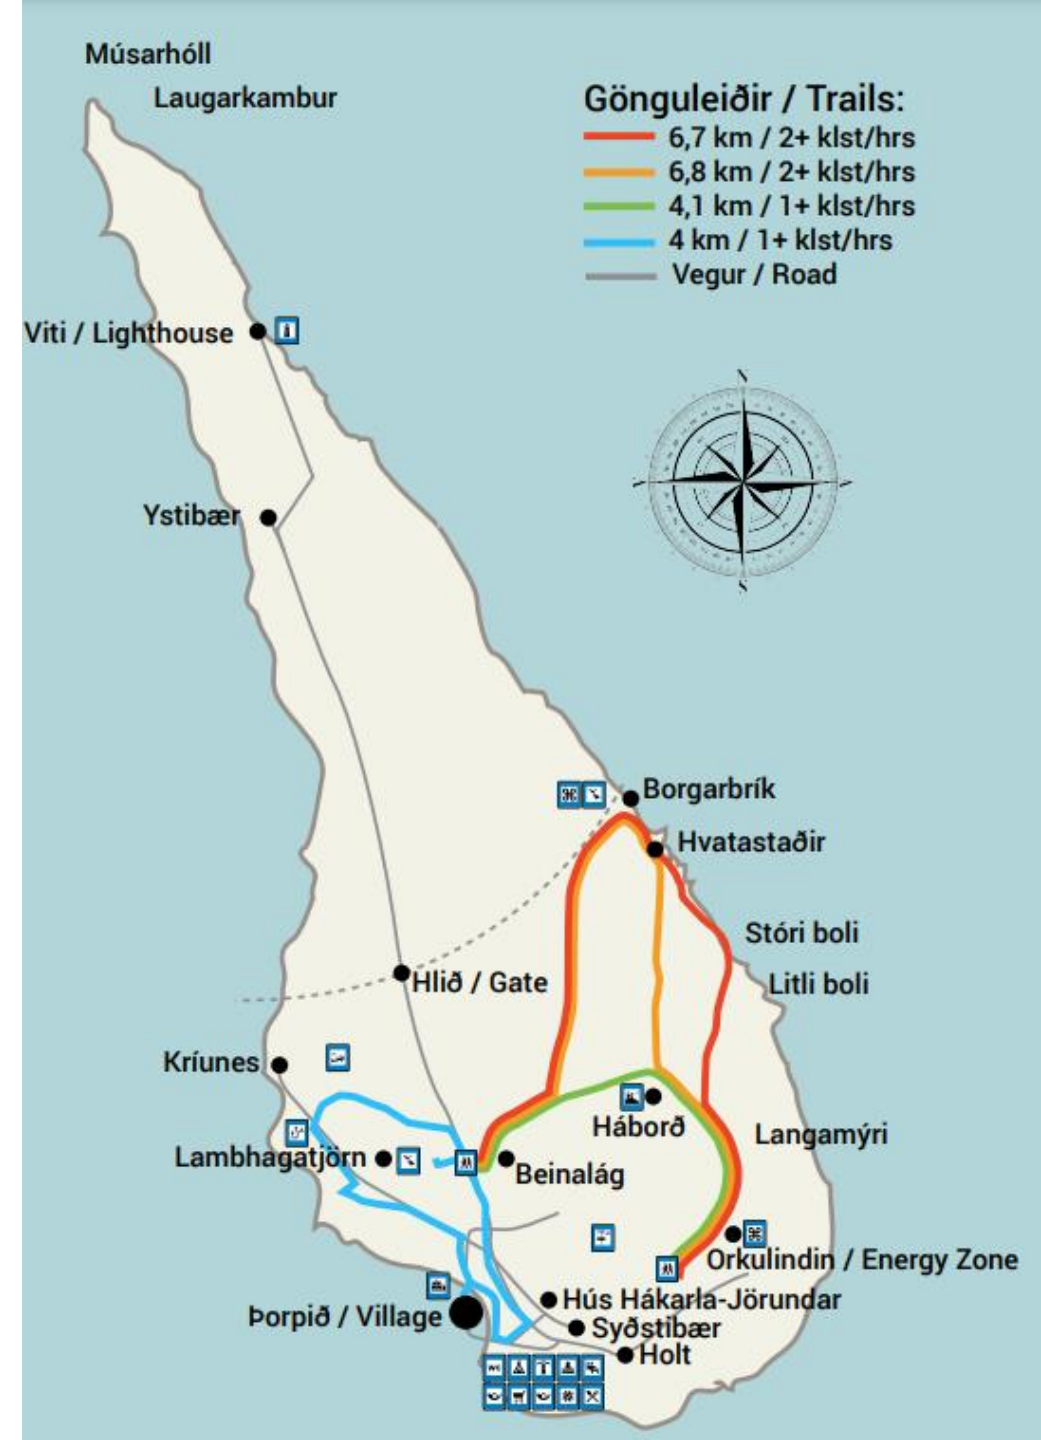 Músarhóll
Laugarkambur
Gönguleiðir / Trails:
6,7 km / 2+ klst/hrs
6,8 km / 2+ klst/hrs
4,1 km / 1+ klst/hrs
4 km / 1+ klst/hrs
Vegur / Road
Viti / Lighthouse
N
S
Ystibær
Borgarbrík
Hvatastaðir
Stóri boli
Litli boli
Hlið / Gate
Kríunes
Háborð
Langamýri
Lambhagatjörn
Beinalág
Orkulindin / Energy Zone
Hús Hákarla-Jörundar
Þorpið / Village
Syðstibær
Holt
WC